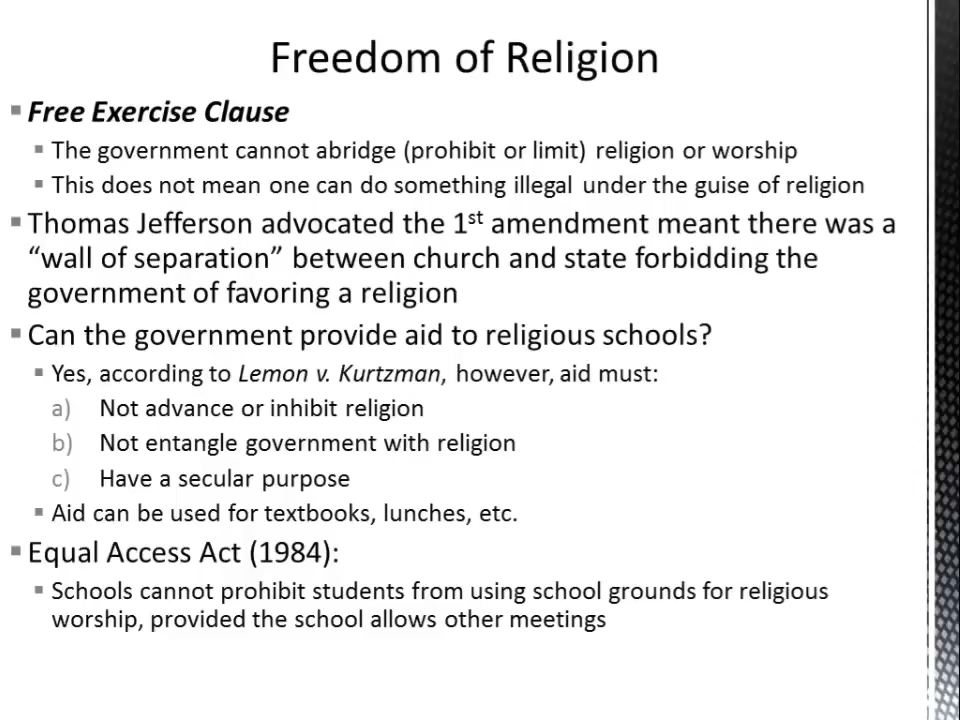 Freedom of Religion
▪ Free Exercise Clause
▪ The government cannot abridge (prohibit or limit) religion or worship
▪ This does not mean one can do something illegal under the guise of religion
▪ Thomas Jefferson advocated the 1st amendment meant there was a
“wall of separation” between church and state forbidding the
government of favoring a religion
▪ Can the government provide aid to religious schools?
▪ Yes, according to Lemon v. Kurtzman, however, aid must:
a) Not advance or inhibit religion
b) Not entangle government with religion
c) Have a secular purpose
▪ Aid can be used for textbooks, lunches, etc.
▪ Equal Access Act (1984):
▪ Schools cannot prohibit students from using school grounds for religious
worship, provided the school allows other meetings